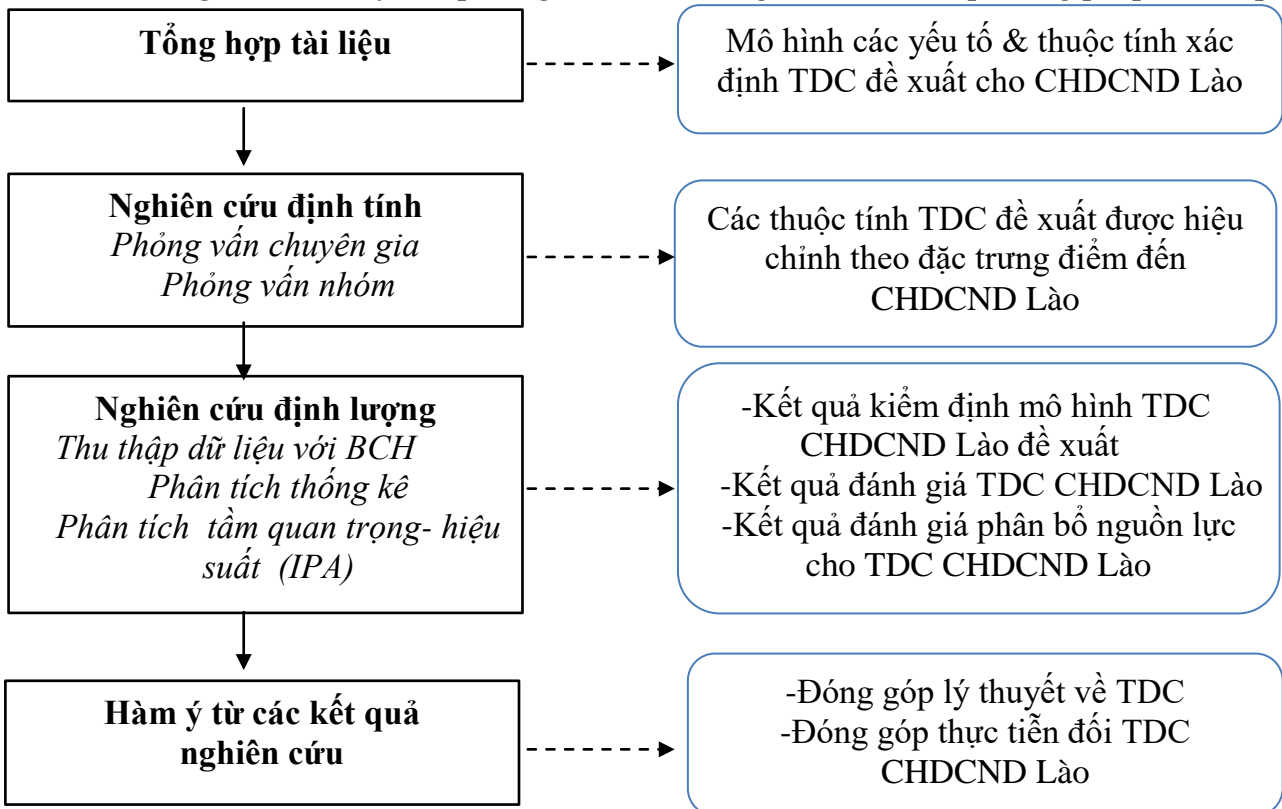 Tổng hợp tài liệu
Mô hình các yếu tố & thuộc tính xác
định TDC đề xuất cho CHDCND Lào
Nghiên cứu định tính
Phỏng vấn chuyên gia
Phỏng vấn nhóm
Các thuộc tính TDC đề xuất được hiệu
chỉnh theo đặc trưng điểm đến
CHDCND Lào
Nghiên cứu định lượng
Thu thập dữ liệu với BCH
Phân tích thống kê
Phân tích tầm quan trọng- hiệu
suất (IPA)
-Kết quả kiểm định mô hình TDC
CHDCND Lào đề xuất
-Kết quả đánh giá TDC CHDCND Lào
-Kết quả đánh giá phân bổ nguồn lực
cho TDC CHDCND Lào
Hàm ý từ các kết quả
nghiên cứu
-Đóng góp lý thuyết về TDC
-Đóng góp thực tiễn đối TDC
CHDCND Lào